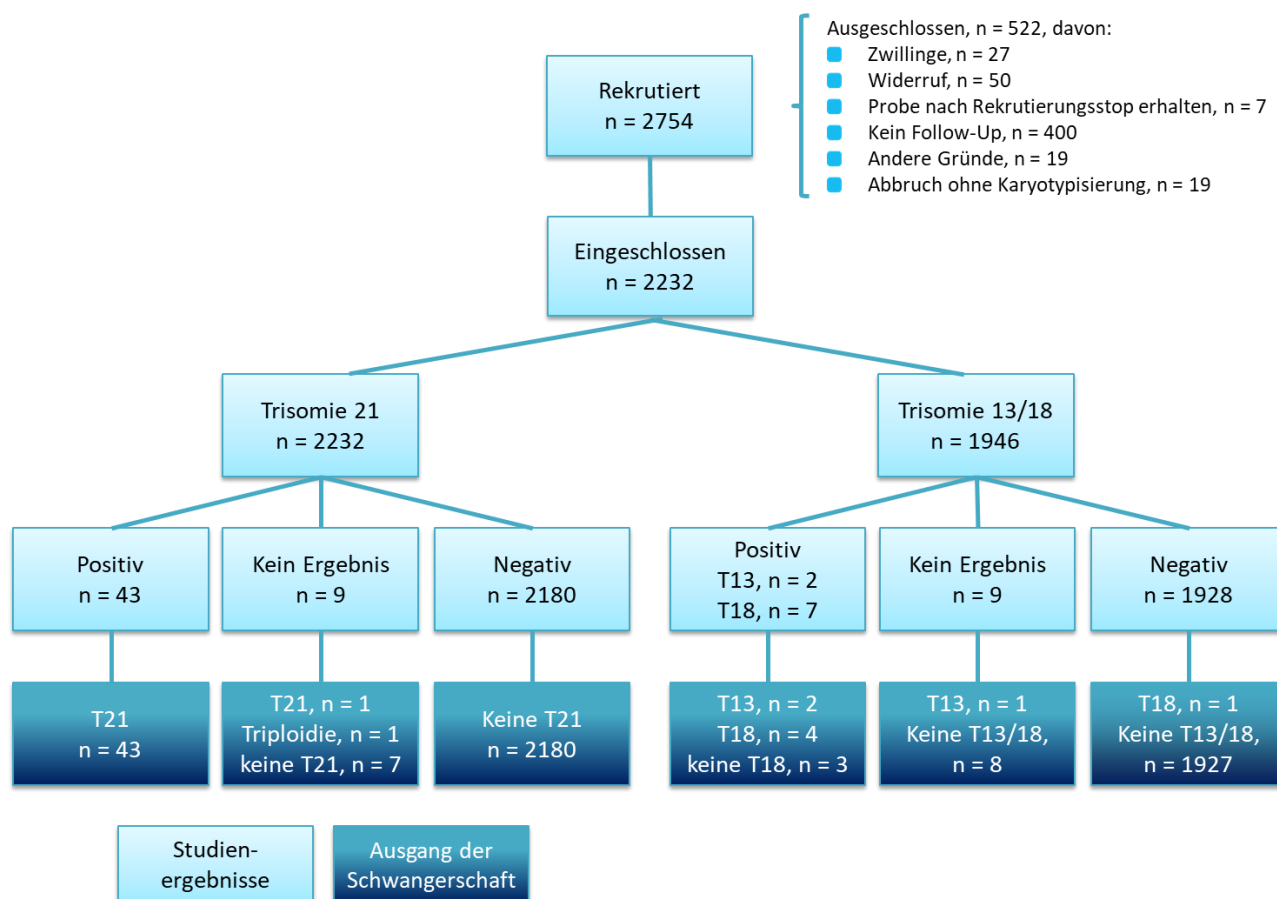 Rekrutiert
n = 2754
Ausgeschlossen, n = 522, davon:
Zwillinge, n = 27
Widerruf, n = 50
Probe nach Rekrutierungsstop erhalten, n = 7
Kein Follow-Up, n = 400
Andere Gründe, n = 19
Abbruch ohne Karyotypisierung, n = 19
Eingeschlossen
n = 2232
Trisomie 21
n = 2232
Trisomie 13/18
n = 1946
Positiv
n = 43
Kein Ergebnis
n = 9
Negativ
n = 2180
Positiv
T13, n = 2
T18, n = 7
Kein Ergebnis
n = 9
Negativ
n = 1928
T21
n = 43
T21, n = 1
Triploidie, n = 1
keine T21, n = 7
Keine T21
n = 2180
T13, n = 2
T18, n = 4
keine T18, n = 3
T13, n = 1
Keine T13/18,
n = 8
T18, n = 1
Keine T13/18,
n = 1927
Studien-
ergebnisse
Ausgang der
Schwangerschaft